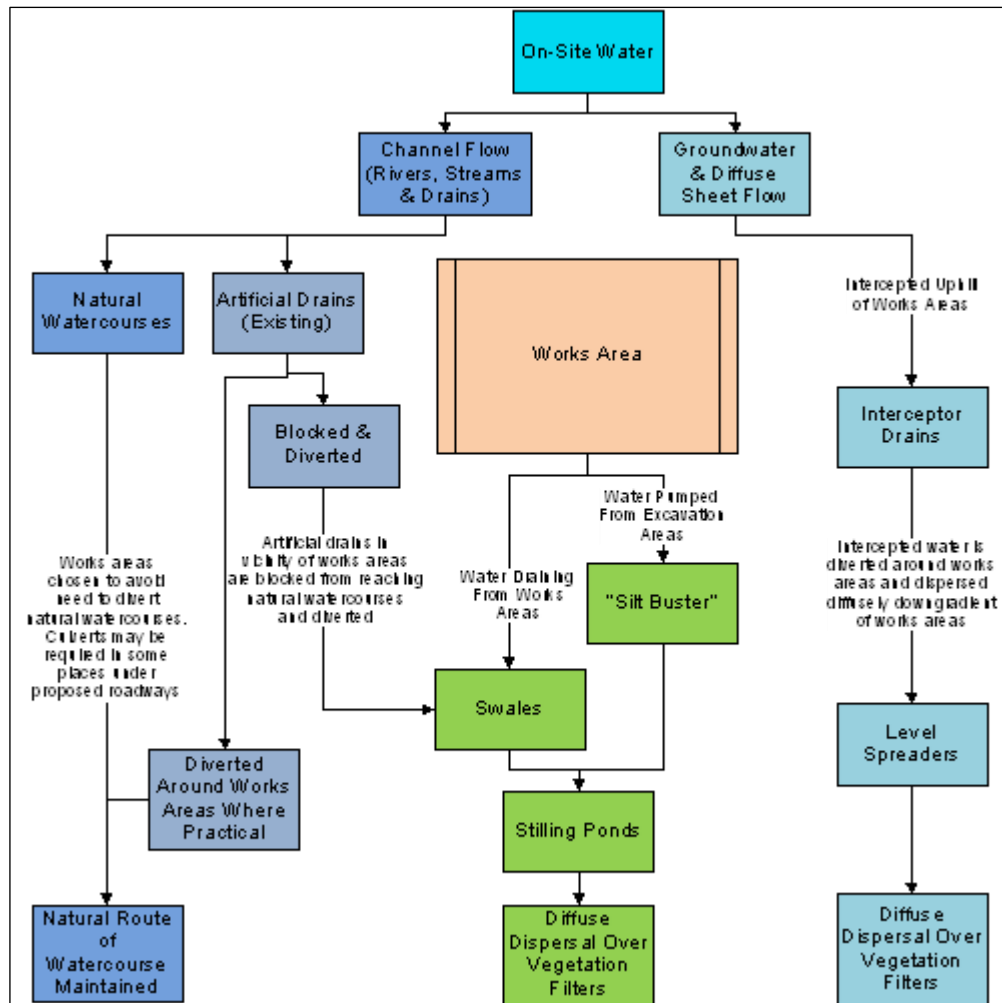 On-Site Water
Channel Flow
(Rivers, Streams
& Drains)
Groundwater
& Diffuse
Sheet Flow
Natural
Watercourses
Artificial Drains
(Existing)
Works Area
Intercepted Uphill
of Works Areas
Blocked &
Diverted
Interceptor
Drains
Water Pumped
From Excavation
Areas
Artificial drains in
vicinity of works areas
are blocked from reaching
natural watercourses
and diverted
Water Draining
From Works
Areas
"Silt Buster"
Intercepted water is
diverted around works
areas and dispersed
diffusely downgradient
of works areas
Works areas
chosen to avoid
need to divert
natural watercourses.
Culverts may be
required in some
places under
proposed roadways
Swales
Level
Spreaders
Diverted
Around Works
Areas Where
Practical
Stilling Ponds
Natural Route
of
Watercourse
Maintained
Diffuse
Dispersal Over
Vegetation
Filters
Diffuse
Dispersal Over
Vegetation
Filters